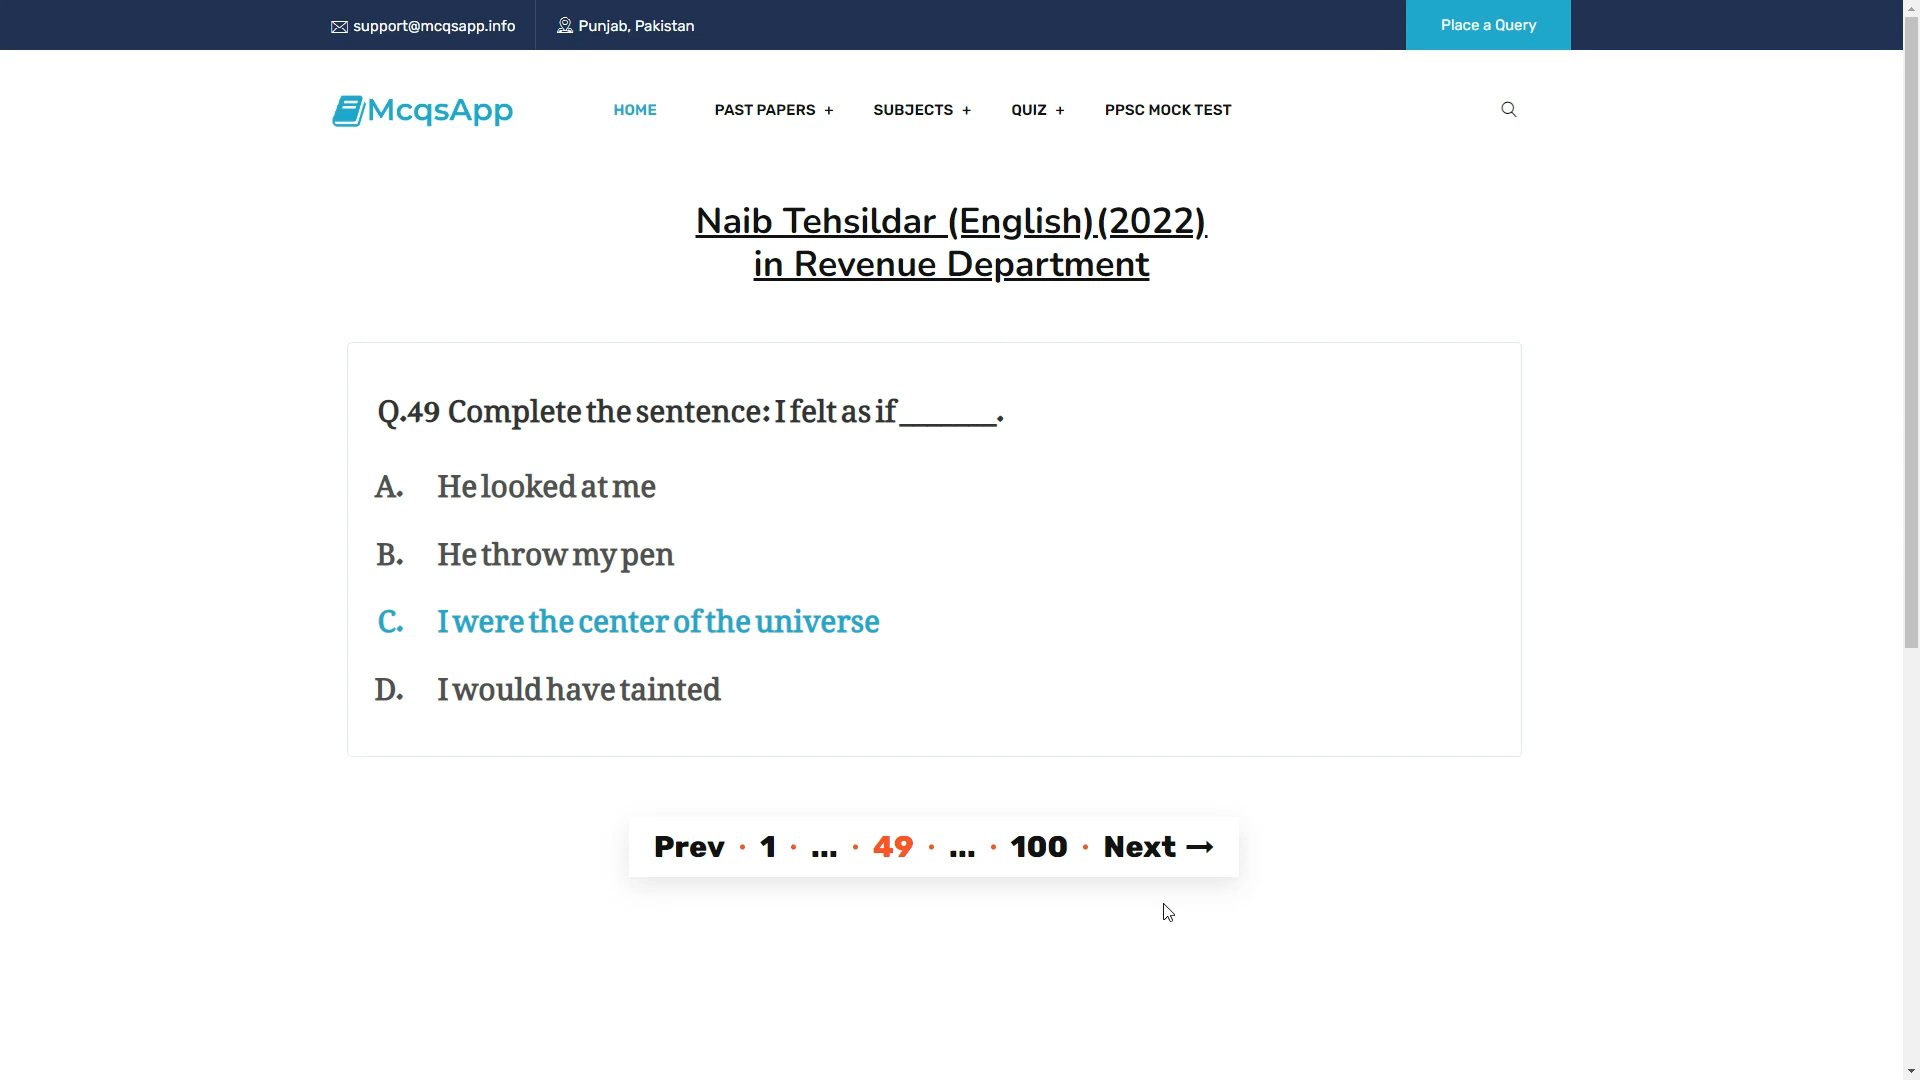 support@mcqsapp.info
Punjab, Pakistan
Place a Query
McqsApp
HOME
PAST PAPERS +
SUBJECTS +
QUIZ +
PPSC MOCK TEST
Naib Tehsildar (English)(2022)
in Revenue Department
Q.49 Complete the sentence: I felt as if _______.
A. He looked at me
B. He throw my pen
C. I were the center of the universe
D. I would have tainted
Prev · 1 · ... · 49 · ... · 100 · Next →